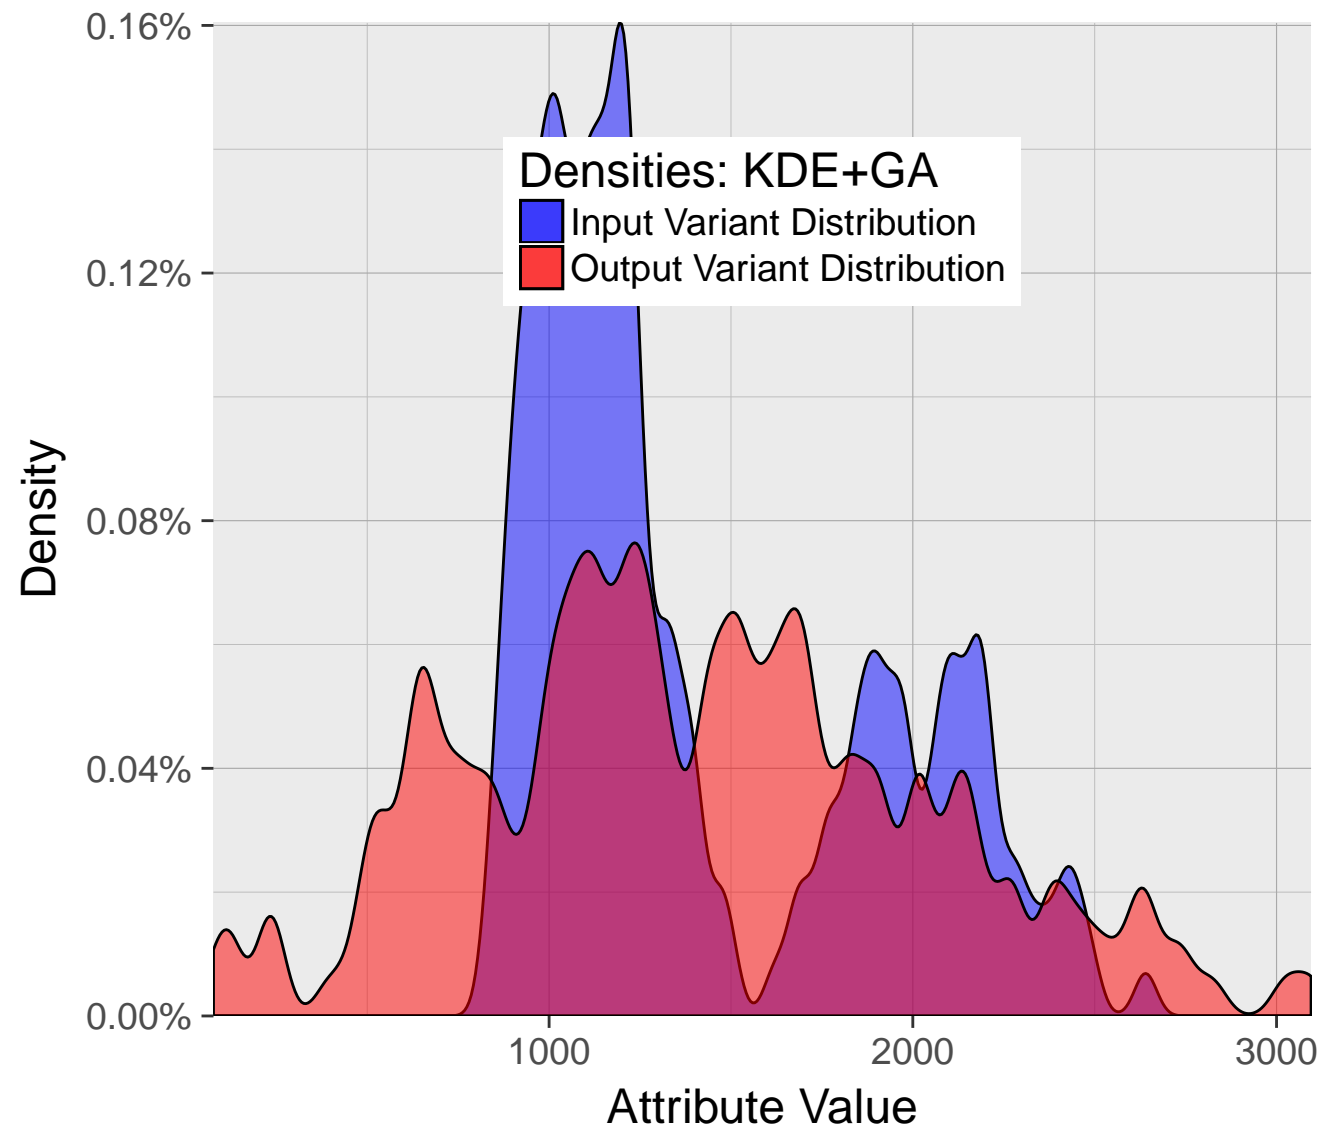 0.16%
0.12%
0.08%
0.04%
0.00%
Density
Densities: KDE+GA
Input Variant Distribution
Output Variant Distribution
1000
2000
3000
Attribute Value